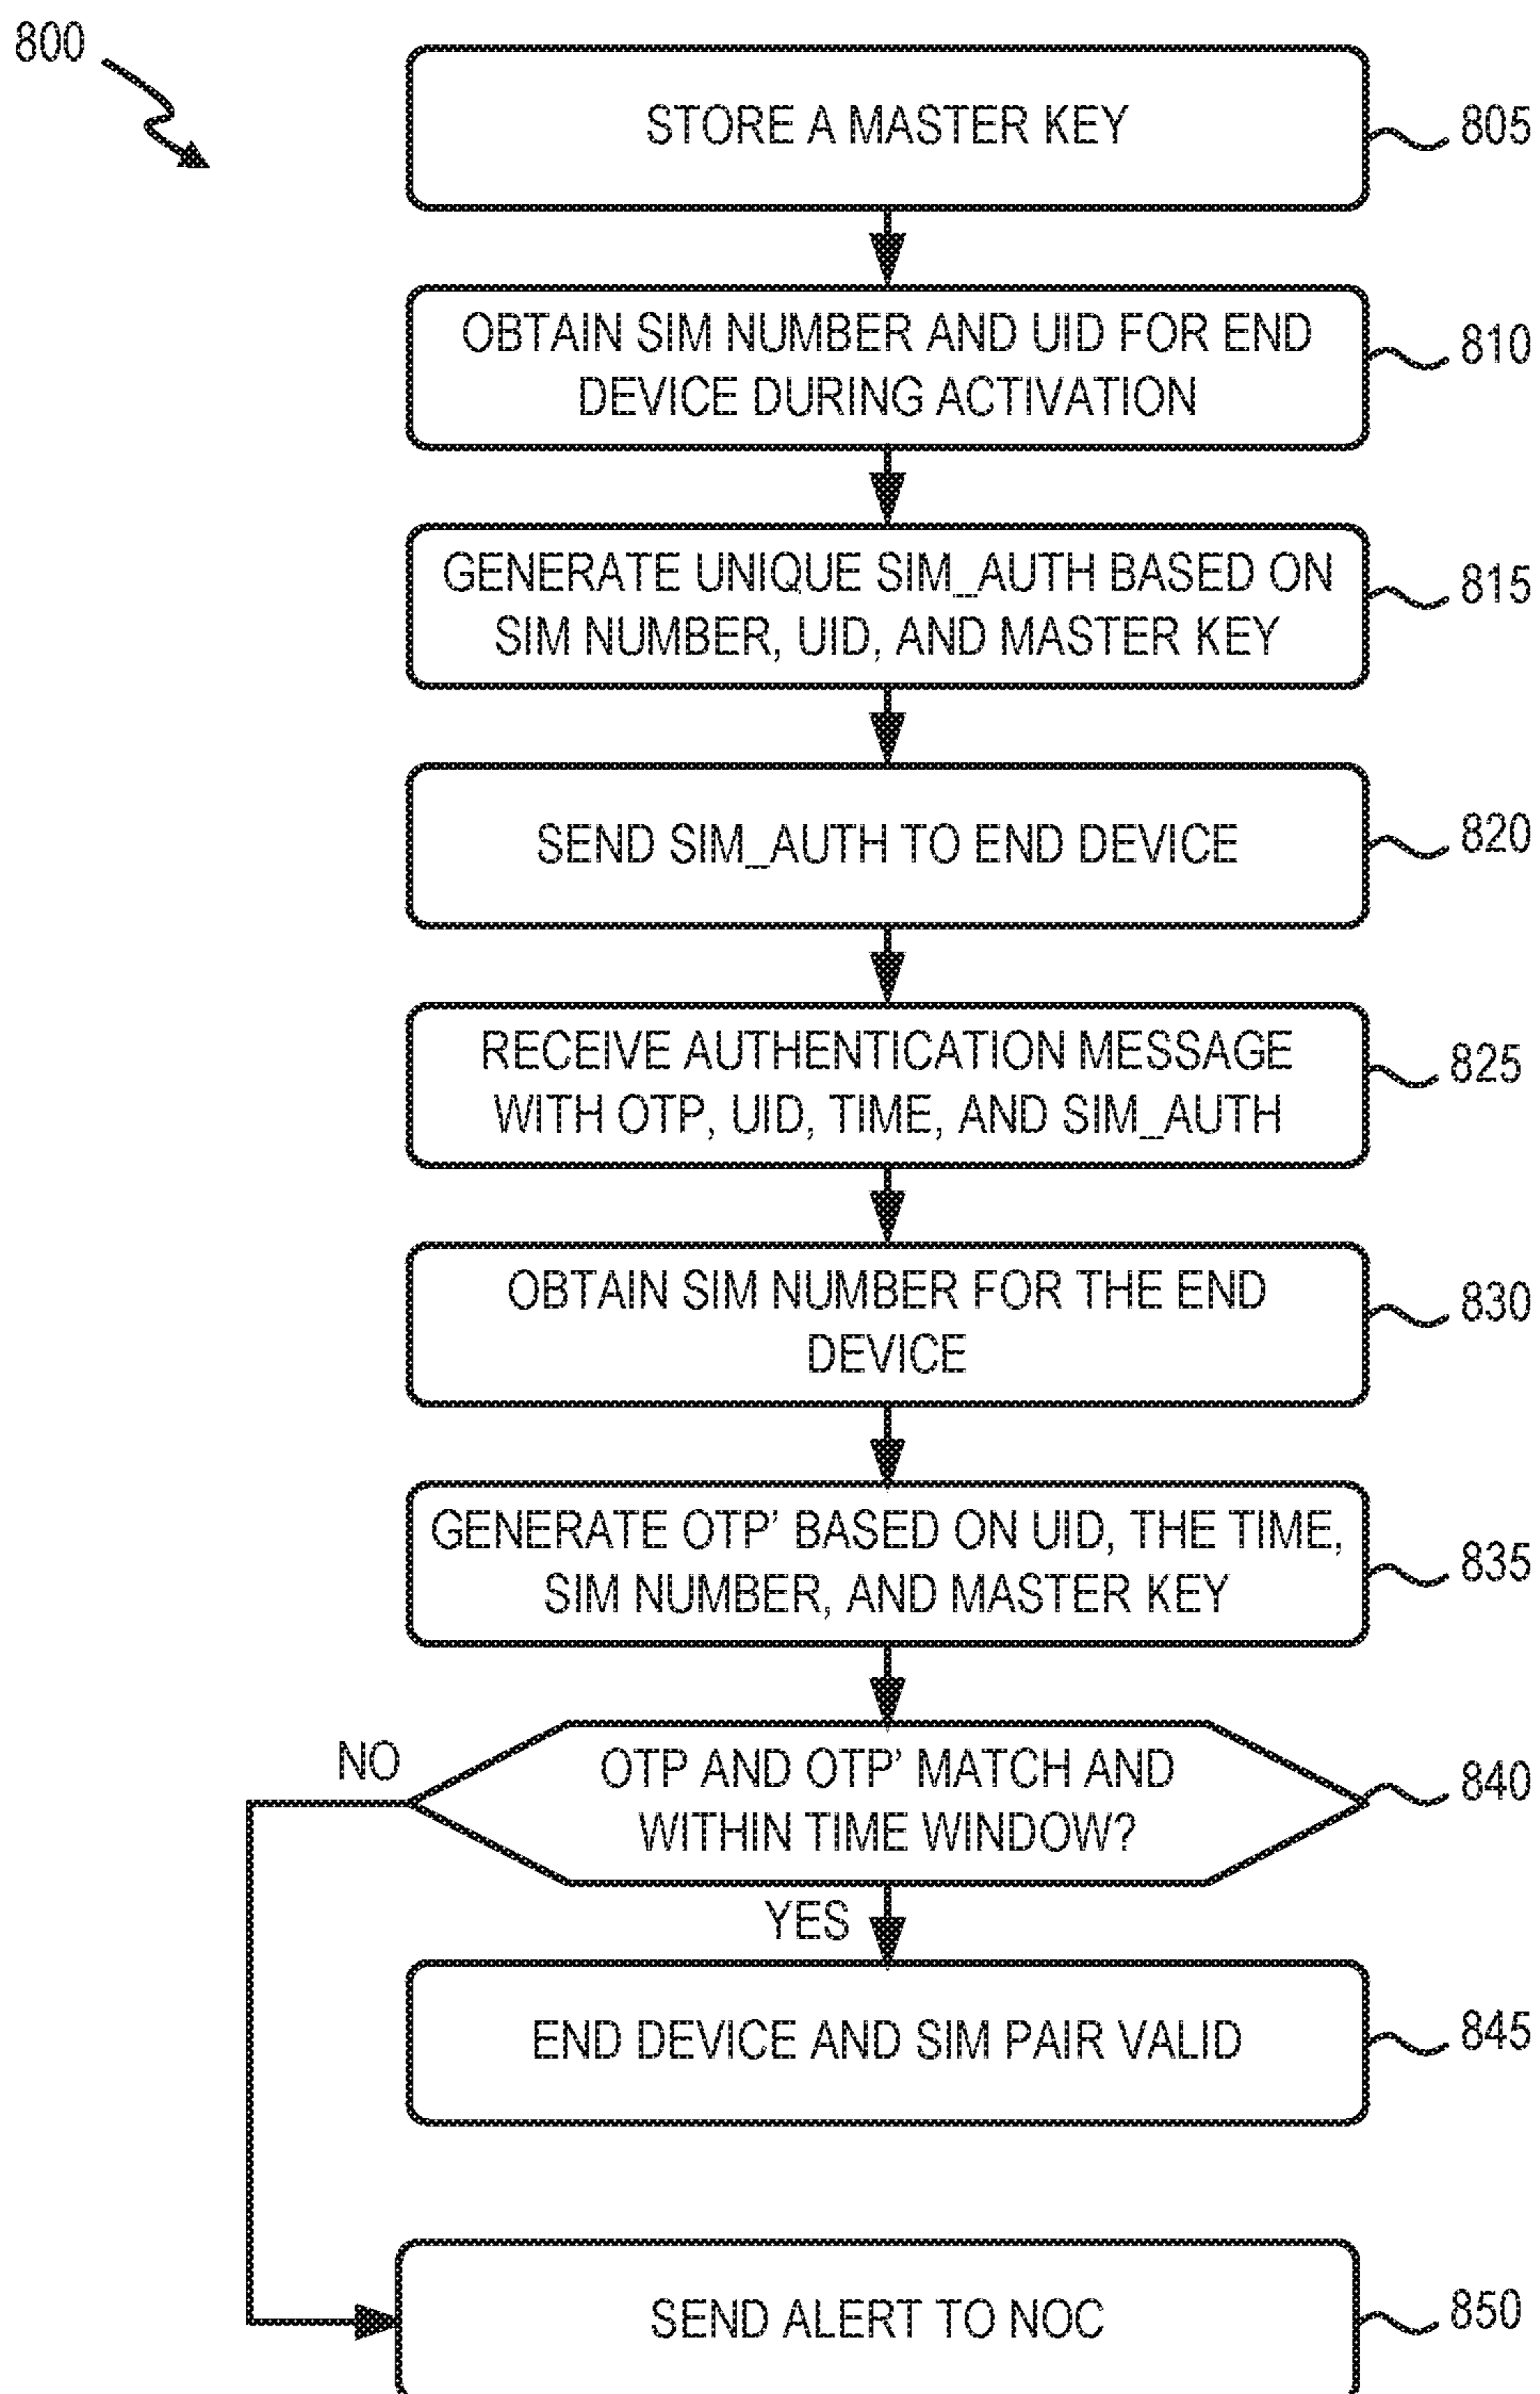 800
STORE A MASTER KEY
805
OBTAIN SIM NUMBER AND UID FOR END
DEVICE DURING ACTIVATION
810
GENERATE UNIQUE SIM_AUTH BASED ON
SIM NUMBER, UID, AND MASTER KEY
815
SEND SIM_AUTH TO END DEVICE
820
RECEIVE AUTHENTICATION MESSAGE
WITH OTP, UID, TIME, AND SIM_AUTH
825
OBTAIN SIM NUMBER FOR THE END
DEVICE
830
GENERATE OTP' BASED ON UID, THE TIME,
SIM NUMBER, AND MASTER KEY
835
NO
OTP AND OTP' MATCH AND
WITHIN TIME WINDOW?
840
YES
END DEVICE AND SIM PAIR VALID
845
SEND ALERT TO NOC
850